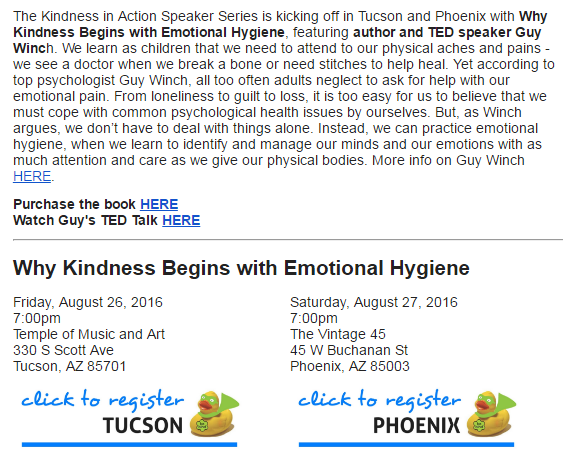 The Kindness in Action Speaker Series is kicking off in Tucson and Phoenix with Why
Kindness Begins with Emotional Hygiene, featuring author and TED speaker Guy
Winch. We learn as children that we need to attend to our physical aches and pains -
we see a doctor when we break a bone or need stitches to help heal. Yet according to
top psychologist Guy Winch, all too often adults neglect to ask for help with our
emotional pain. From loneliness to guilt to loss, it is too easy for us to believe that we
must cope with common psychological health issues by ourselves. But, as Winch
argues, we don't have to deal with things alone. Instead, we can practice emotional
hygiene, when we learn to identify and manage our minds and our emotions with as
much attention and care as we give our physical bodies. More info on Guy Winch
HERE.
Purchase the book HERE
Watch Guy's TED Talk HERE
Why Kindness Begins with Emotional Hygiene
Friday, August 26, 2016
7:00pm
Temple of Music and Art
330 S Scott Ave
Tucson, AZ 85701
click to register
TUCSON
Saturday, August 27, 2016
7:00pm
The Vintage 45
45 W Buchanan St
Phoenix, AZ 85003
click to register
PHOENIX